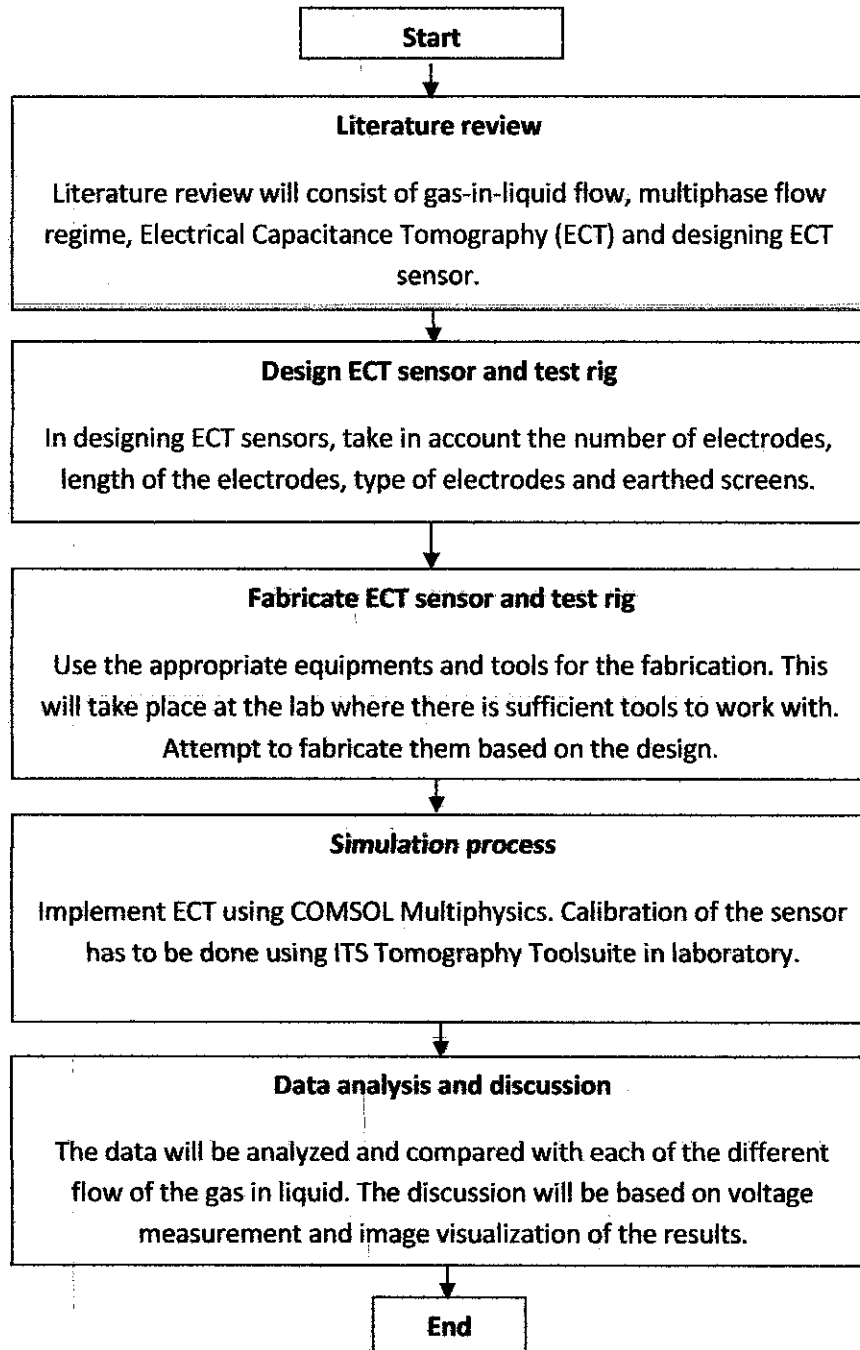 Start
Literature review
Literature review will consist of gas-in-liquid flow, multiphase flow
regime, Electrical Capacitance Tomography (ECT) and designing ECT
sensor.
Design ECT sensor and test rig
In designing ECT sensors, take in account the number of electrodes,
length of the electrodes, type of electrodes and earthed screens.
Fabricate ECT sensor and test rig
Use the appropriate equipments and tools for the fabrication. This
will take place at the lab where there is sufficient tools to work with.
Attempt to fabricate them based on the design.
Simulation process
Implement ECT using COMSOL Multiphysics. Calibration of the sensor
has to be done using ITS Tomography Toolsuite in laboratory.
Data analysis and discussion
The data will be analyzed and compared with each of the different
flow of the gas in liquid. The discussion will be based on voltage
measurement and image visualization of the results.
End